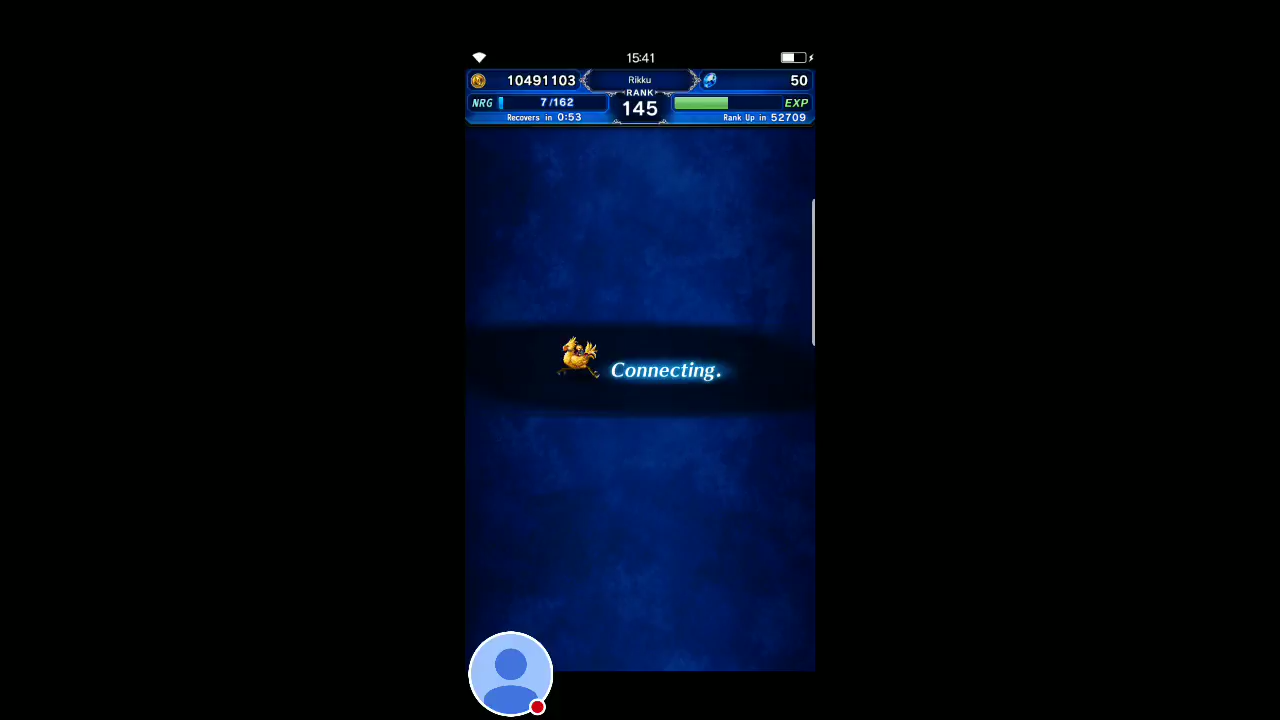 15:41
10491103 Rikku 50
RANK
NRG 7/162 145 EXP
Recovers in 0:53 Rank Up in 52709
Connecting.